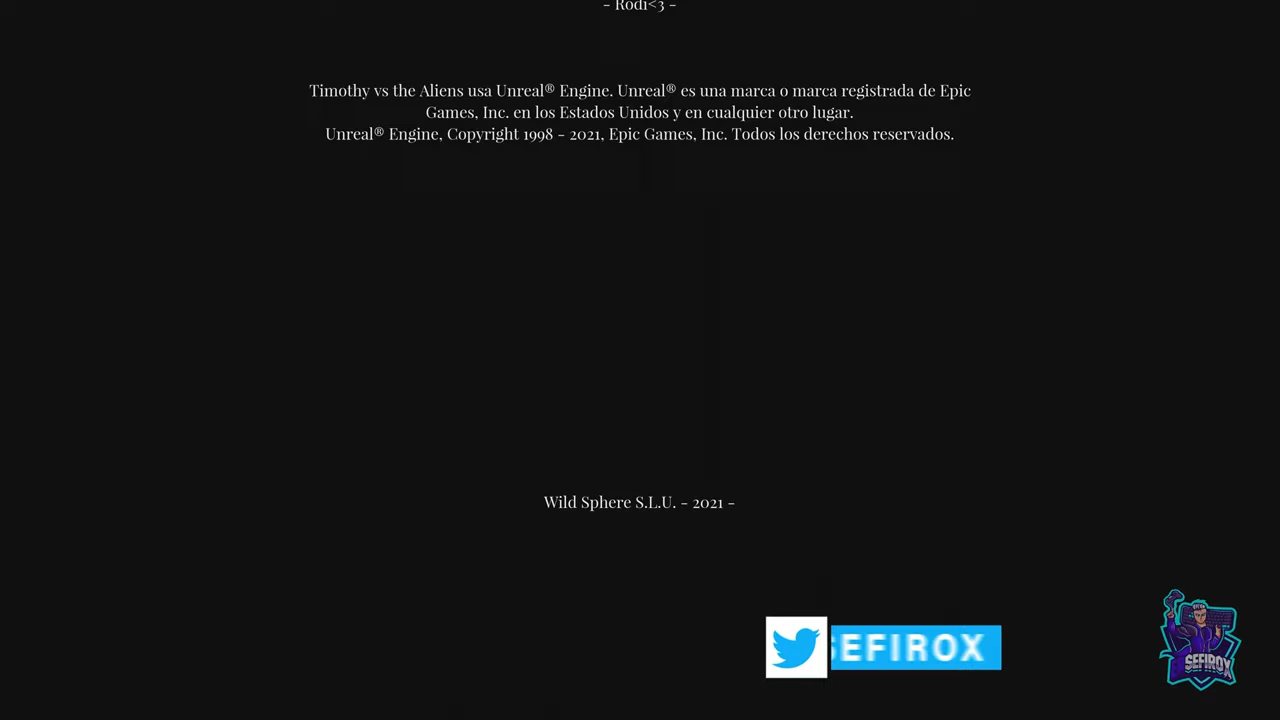 - Rodi<3 -
Timothy vs the Aliens usa Unreal® Engine. Unreal® es una marca o marca registrada de Epic
Games, Inc. en los Estados Unidos y en cualquier otro lugar.
Unreal® Engine, Copyright 1998 - 2021, Epic Games, Inc. Todos los derechos reservados.
Wild Sphere S.L.U. - 2021 -
SEFIROX
SEFIROX